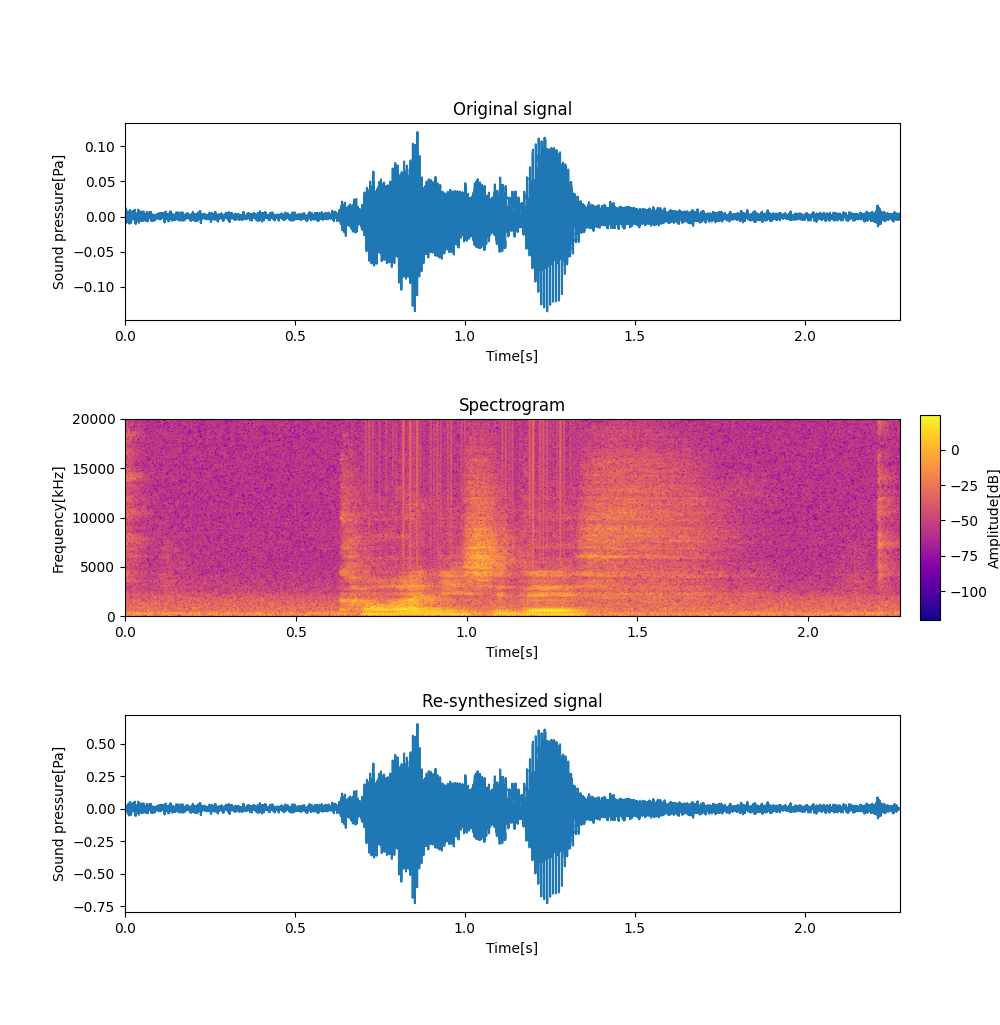 Original signal
0.10
0.05
0.00
−0.05
−0.10
Sound pressure[Pa]
0.0 0.5 1.0 1.5 2.0
Time[s]
Spectrogram
20000
15000
10000
5000
0
Frequency[kHz]
0.0 0.5 1.0 1.5 2.0
Time[s]
0
−25
−50
−75
−100
Amplitude[dB]
Re-synthesized signal
0.50
0.25
0.00
−0.25
−0.50
−0.75
Sound pressure[Pa]
0.0 0.5 1.0 1.5 2.0
Time[s]